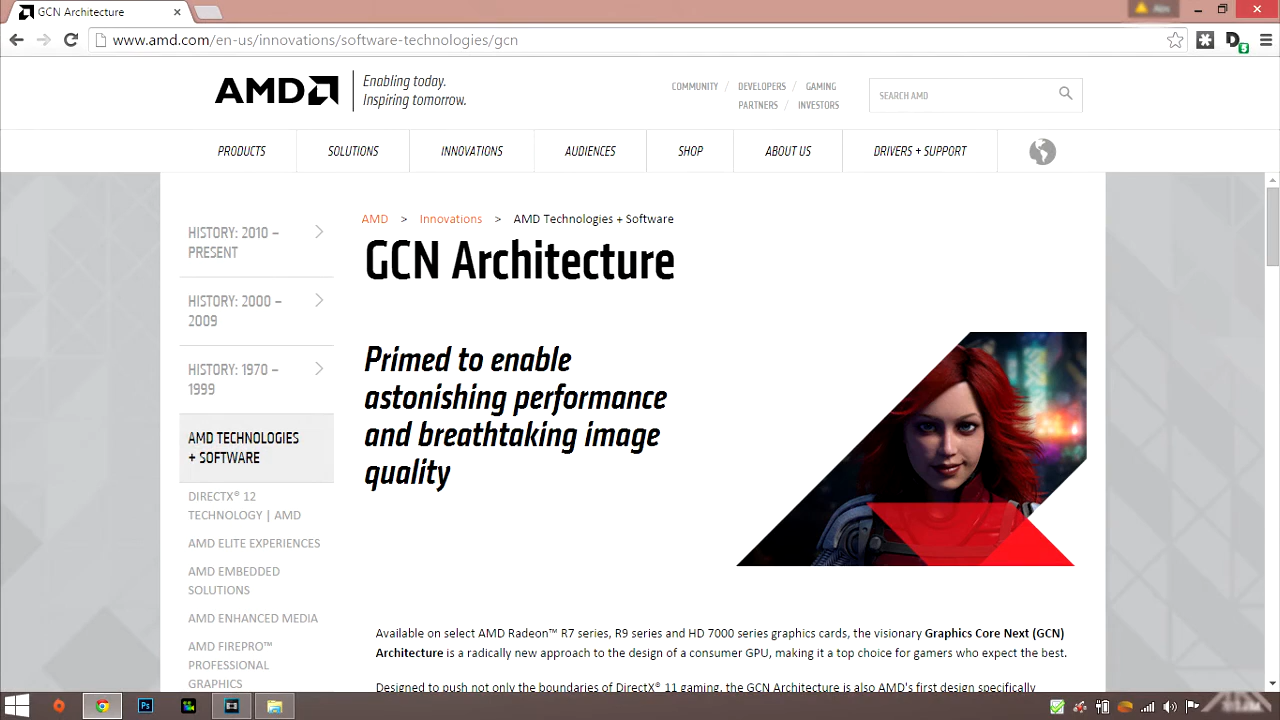 GCN Architecture
www.amd.com/en-us/innovations/software-technologies/gcn
AMD
Enabling today.
Inspiring tomorrow.
COMMUNITY / DEVELOPERS / GAMING
PARTNERS / INVESTORS
SEARCH AMD
PRODUCTS
SOLUTIONS
INNOVATIONS
AUDIENCES
SHOP
ABOUT US
DRIVERS + SUPPORT
HISTORY: 2010 –
PRESENT
HISTORY: 2000 –
2009
HISTORY: 1970 –
1999
AMD TECHNOLOGIES
+ SOFTWARE
DIRECTX® 12
TECHNOLOGY | AMD
AMD ELITE EXPERIENCES
AMD EMBEDDED
SOLUTIONS
AMD ENHANCED MEDIA
AMD FIREPRO™
PROFESSIONAL
GRAPHICS
AMD > Innovations > AMD Technologies + Software
GCN Architecture
Primed to enable
astonishing performance
and breathtaking image
quality
Available on select AMD Radeon™ R7 series, R9 series and HD 7000 series graphics cards, the visionary Graphics Core Next (GCN)
Architecture is a radically new approach to the design of a consumer GPU, making it a top choice for gamers who expect the best.
Designed to push not only the boundaries of DirectX® 11 gaming, the GCN Architecture is also AMD's first design specifically
Ps